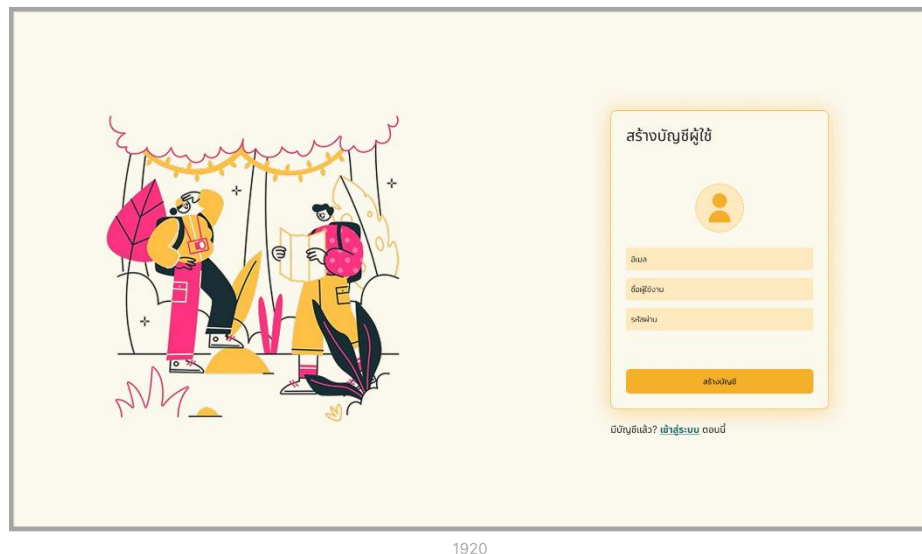 สร้างบัญชีผู้ใช้
อีเมล
ชื่อผู้ใช้งาน
รหัสผ่าน
สร้างบัญชี
มีบัญชีแล้ว? เข้าสู่ระบบ ตอนนี้
1920